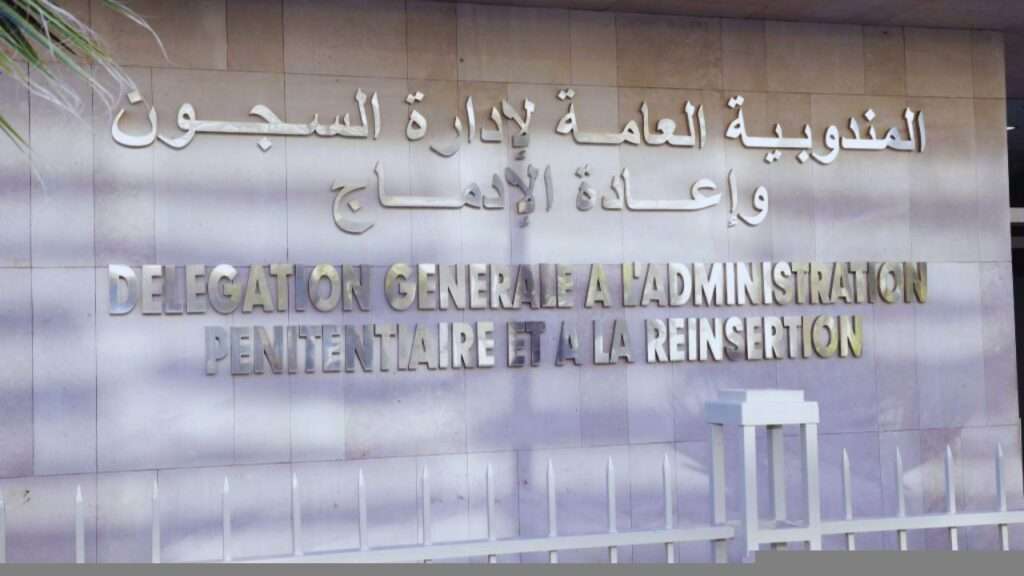 المندوبية العامة لإدارة السجون
وإعادة الإدماج
DELEGATION GENERALE A L'ADMINISTRATION
PENITENTIAIRE ET A LA REINSERTION